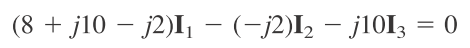 (8 + j10 − j2)I₁ − (−j2)I₂ − j10I₃ = 0